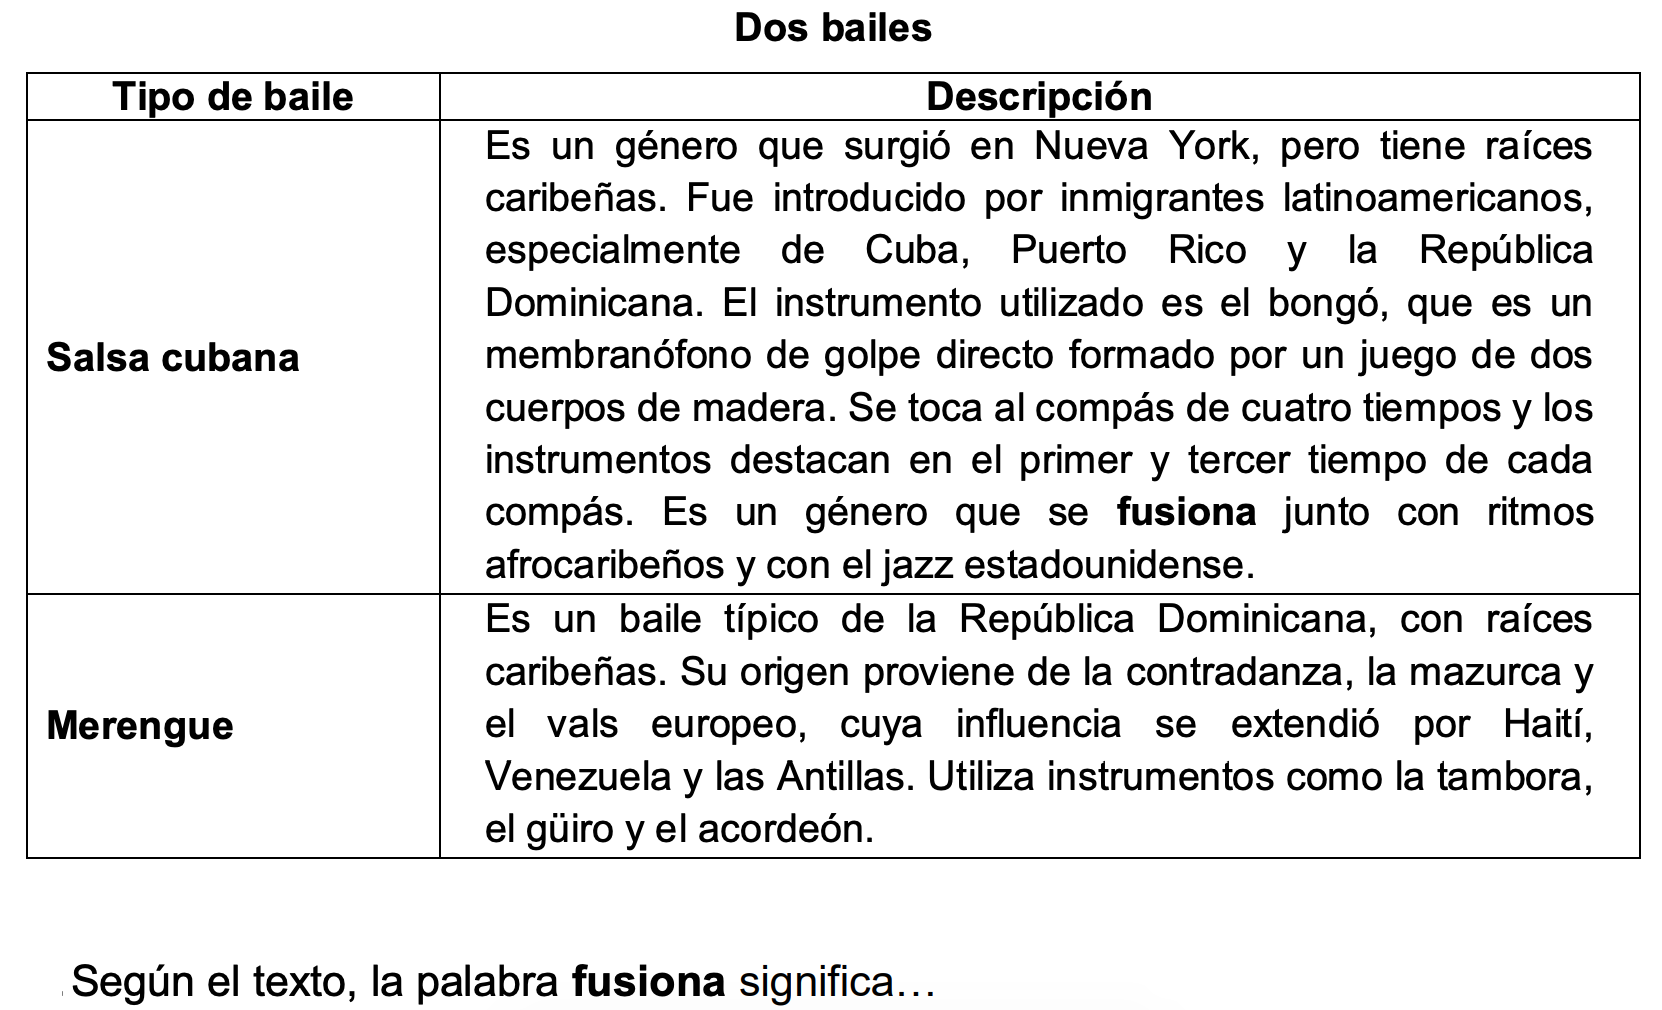 Dos bailes
Tipo de baile
Descripción
Salsa cubana
Es un género que surgió en Nueva York, pero tiene raíces
caribeñas. Fue introducido por inmigrantes latinoamericanos,
especialmente de Cuba, Puerto Rico y la República
Dominicana. El instrumento utilizado es el bongó, que es un
membranófono de golpe directo formado por un juego de dos
cuerpos de madera. Se toca al compás de cuatro tiempos y los
instrumentos destacan en el primer y tercer tiempo de cada
compás. Es un género que se fusiona junto con ritmos
afrocaribeños y con el jazz estadounidense.
Merengue
Es un baile típico de la República Dominicana, con raíces
caribeñas. Su origen proviene de la contradanza, la mazurca y
el vals europeo, cuya influencia se extendió por Haití,
Venezuela y las Antillas. Utiliza instrumentos como la tambora,
el güiro y el acordeón.
Según el texto, la palabra fusiona significa…